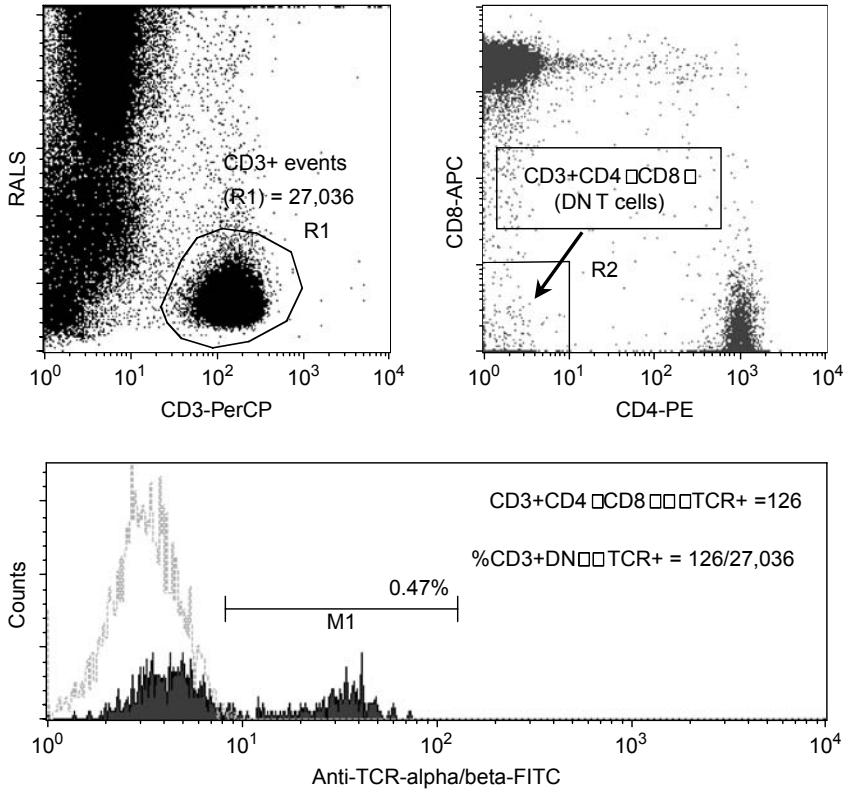 RALS
CD3+ events
(R1) = 27,036
R1
10⁰ 10¹ 10² 10³ 10⁴
CD3-PerCP
CD8-APC
CD3+CD4 □CD8 □
(DN T cells)
R2
10⁰ 10¹ 10² 10³ 10⁴
CD4-PE
Counts
CD3+CD4 □CD8 □□□TCR+ =126
%CD3+DN□□TCR+ = 126/27,036
0.47%
M1
10⁰ 10¹ 10² 10³ 10⁴
Anti-TCR-alpha/beta-FITC